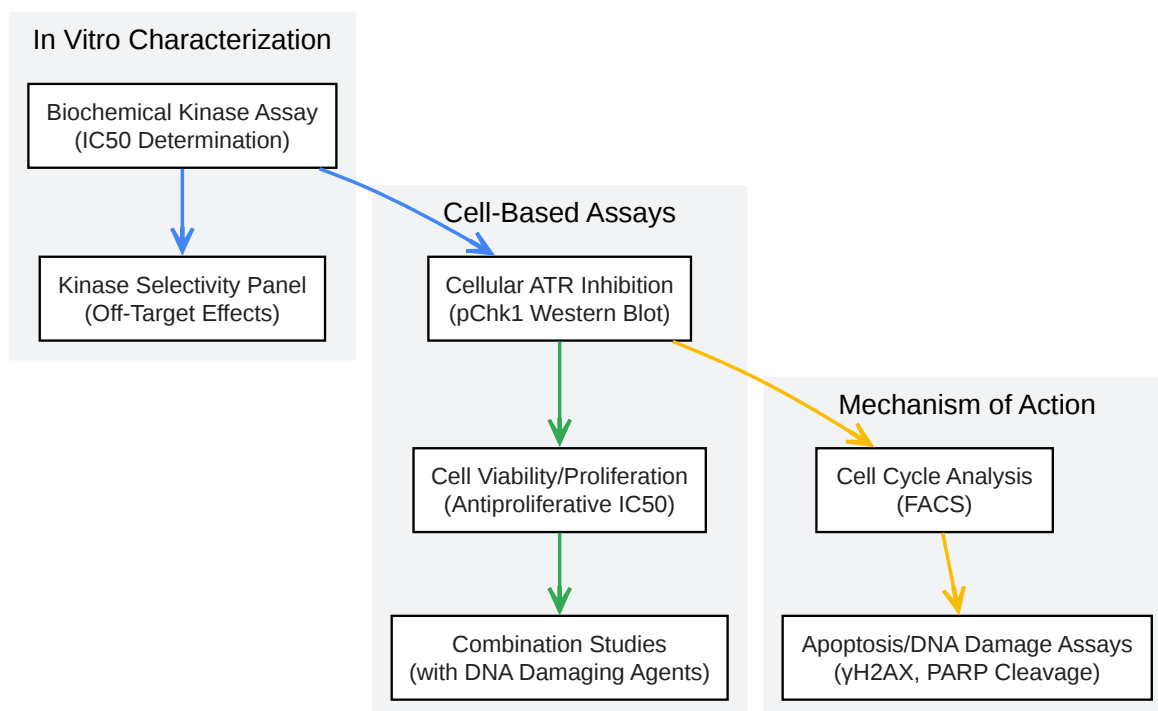 In Vitro Characterization
Biochemical Kinase Assay
(IC50 Determination)
Kinase Selectivity Panel
(Off-Target Effects)
Cell-Based Assays
Cellular ATR Inhibition
(pChk1 Western Blot)
Cell Viability/Proliferation
(Antiproliferative IC50)
Combination Studies
(with DNA Damaging Agents)
Mechanism of Action
Cell Cycle Analysis
(FACS)
Apoptosis/DNA Damage Assays
(γH2AX, PARP Cleavage)